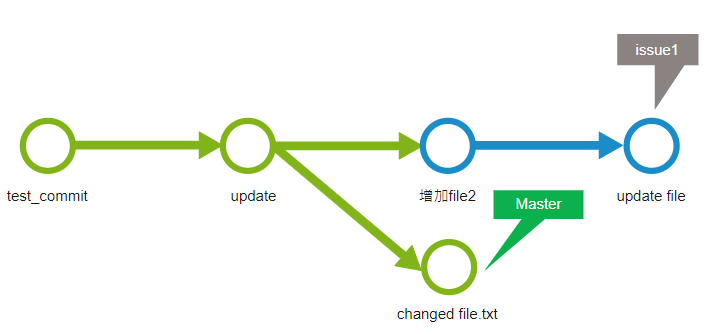 issue1
test_commit
update
增加file2
update file
Master
changed file.txt